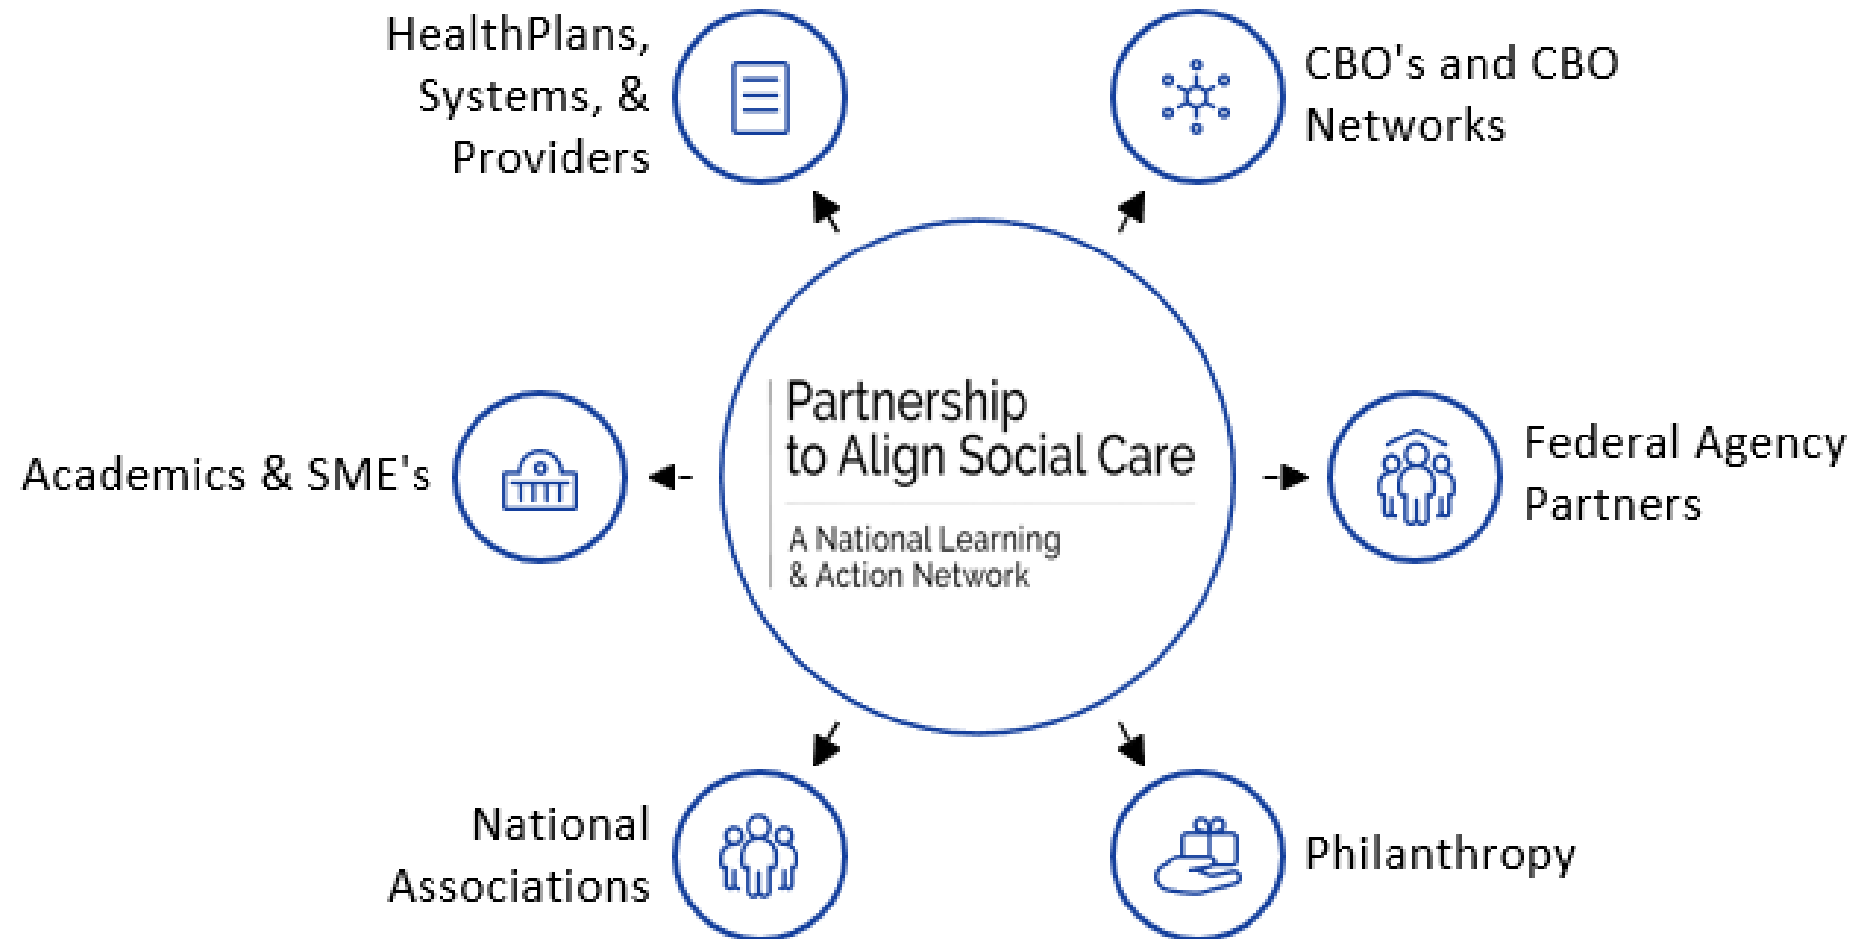 HealthPlans,
Systems, &
Providers
CBO's and CBO
Networks
Academics & SME's
Partnership
to Align Social Care
A National Learning
& Action Network
Federal Agency
Partners
National
Associations
Philanthropy